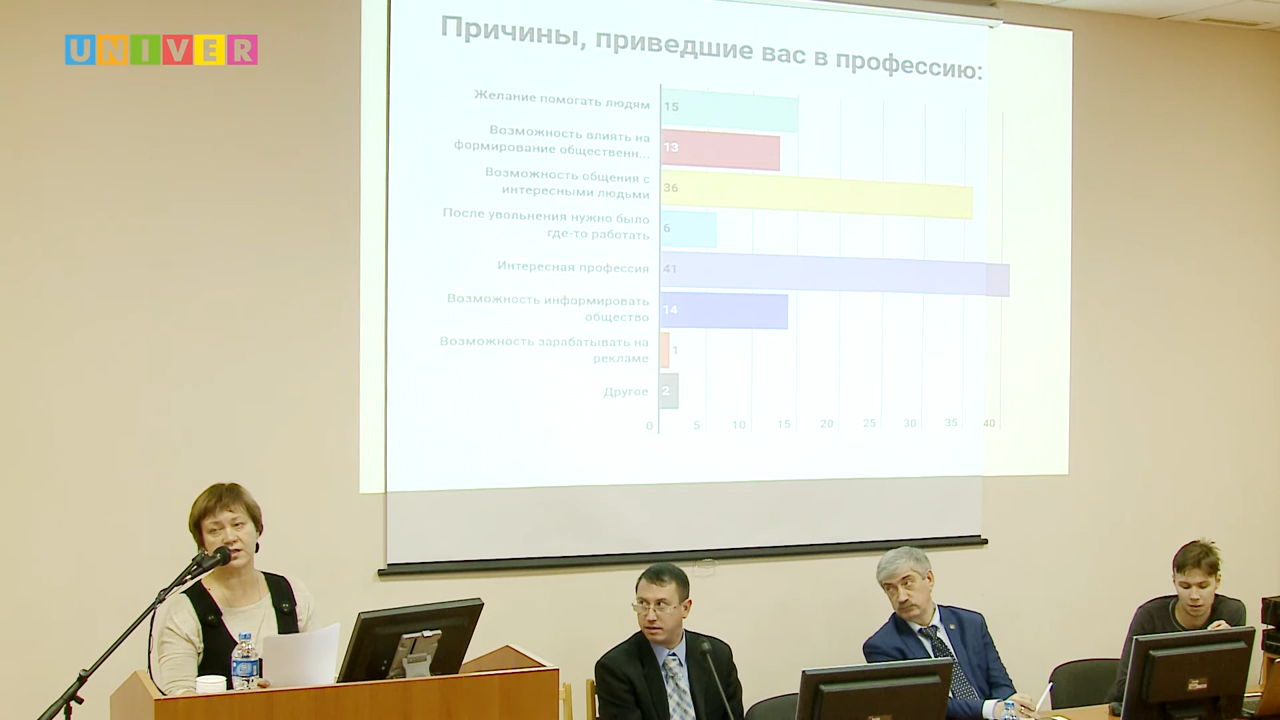 UNIVER
Причины, приведшие вас в профессию:
Желание помогать людям
15
Возможность влиять на
формирование общественн...
13
Возможность общения с
интересными людьми
36
После увольнения нужно было
где-то работать
6
Интересная профессия
41
Возможность информировать
общество
14
Возможность зарабатывать на
рекламе
1
Другое
2
0 5 10 15 20 25 30 35 40